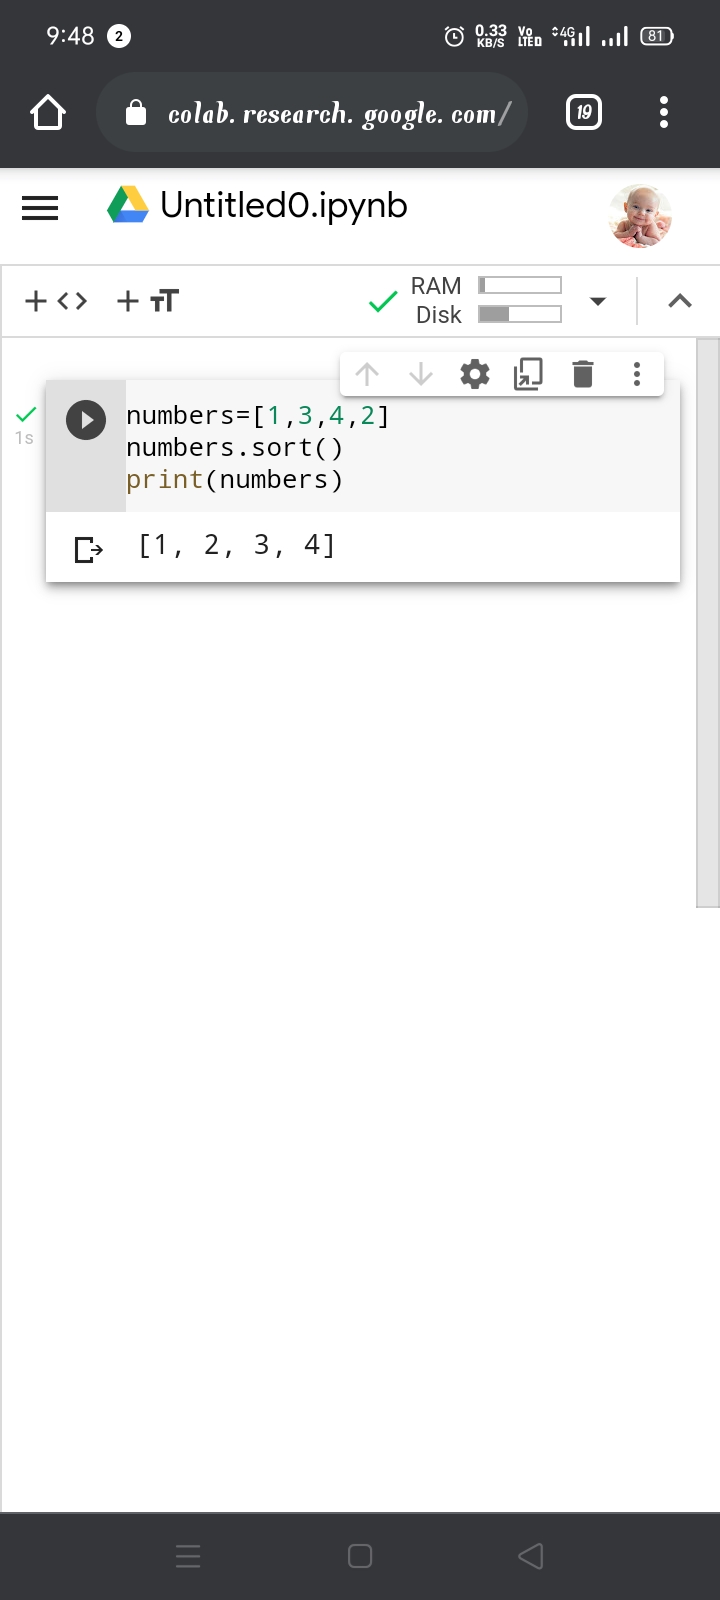 9:48 2 0.33 KB/S Vo LTED 4G 81
colab.research.google.com/ 19
Untitled0.ipynb
+ <> + TT RAM
Disk
numbers=[1,3,4,2]
1s numbers.sort()
print(numbers)
[1, 2, 3, 4]